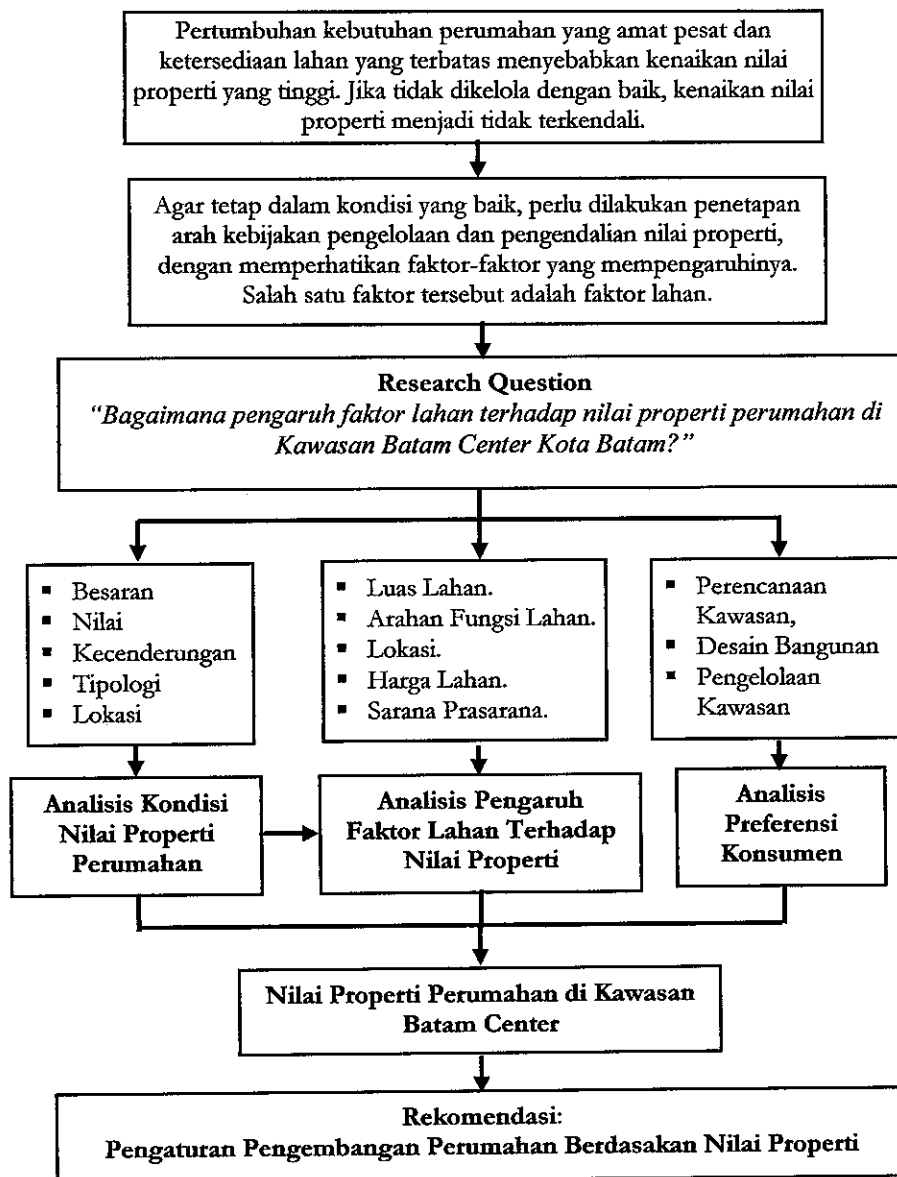 Pertumbuhan kebutuhan perumahan yang amat pesat dan
ketersediaan lahan yang terbatas menyebabkan kenaikan nilai
properti yang tinggi. Jika tidak dikelola dengan baik, kenaikan nilai
properti menjadi tidak terkendali.
Agar tetap dalam kondisi yang baik, perlu dilakukan penetapan
arah kebijakan pengelolaan dan pengendalian nilai properti,
dengan memperhatikan faktor-faktor yang mempengaruhinya.
Salah satu faktor tersebut adalah faktor lahan.
Research Question
“Bagaimana pengaruh faktor lahan terhadap nilai properti perumahan di
Kawasan Batam Center Kota Batam?”
▪ Besaran
▪ Nilai
▪ Kecenderungan
▪ Tipologi
▪ Lokasi
▪ Luas Lahan.
▪ Arahan Fungsi Lahan.
▪ Lokasi.
▪ Harga Lahan.
▪ Sarana Prasarana.
▪ Perencanaan
Kawasan,
▪ Desain Bangunan
▪ Pengelolaan
Kawasan
Analisis Kondisi
Nilai Properti
Perumahan
Analisis Pengaruh
Faktor Lahan Terhadap
Nilai Properti
Analisis
Preferensi
Konsumen
Nilai Properti Perumahan di Kawasan
Batam Center
Rekomendasi:
Pengaturan Pengembangan Perumahan Berdasakan Nilai Properti